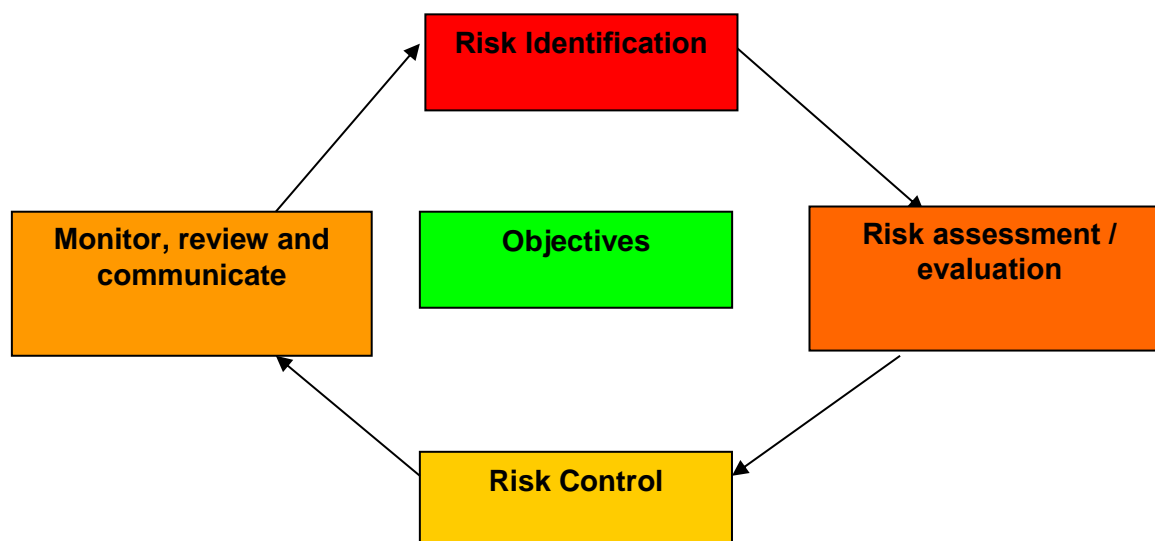 Risk Identification
Monitor, review and
communicate
Objectives
Risk assessment /
evaluation
Risk Control